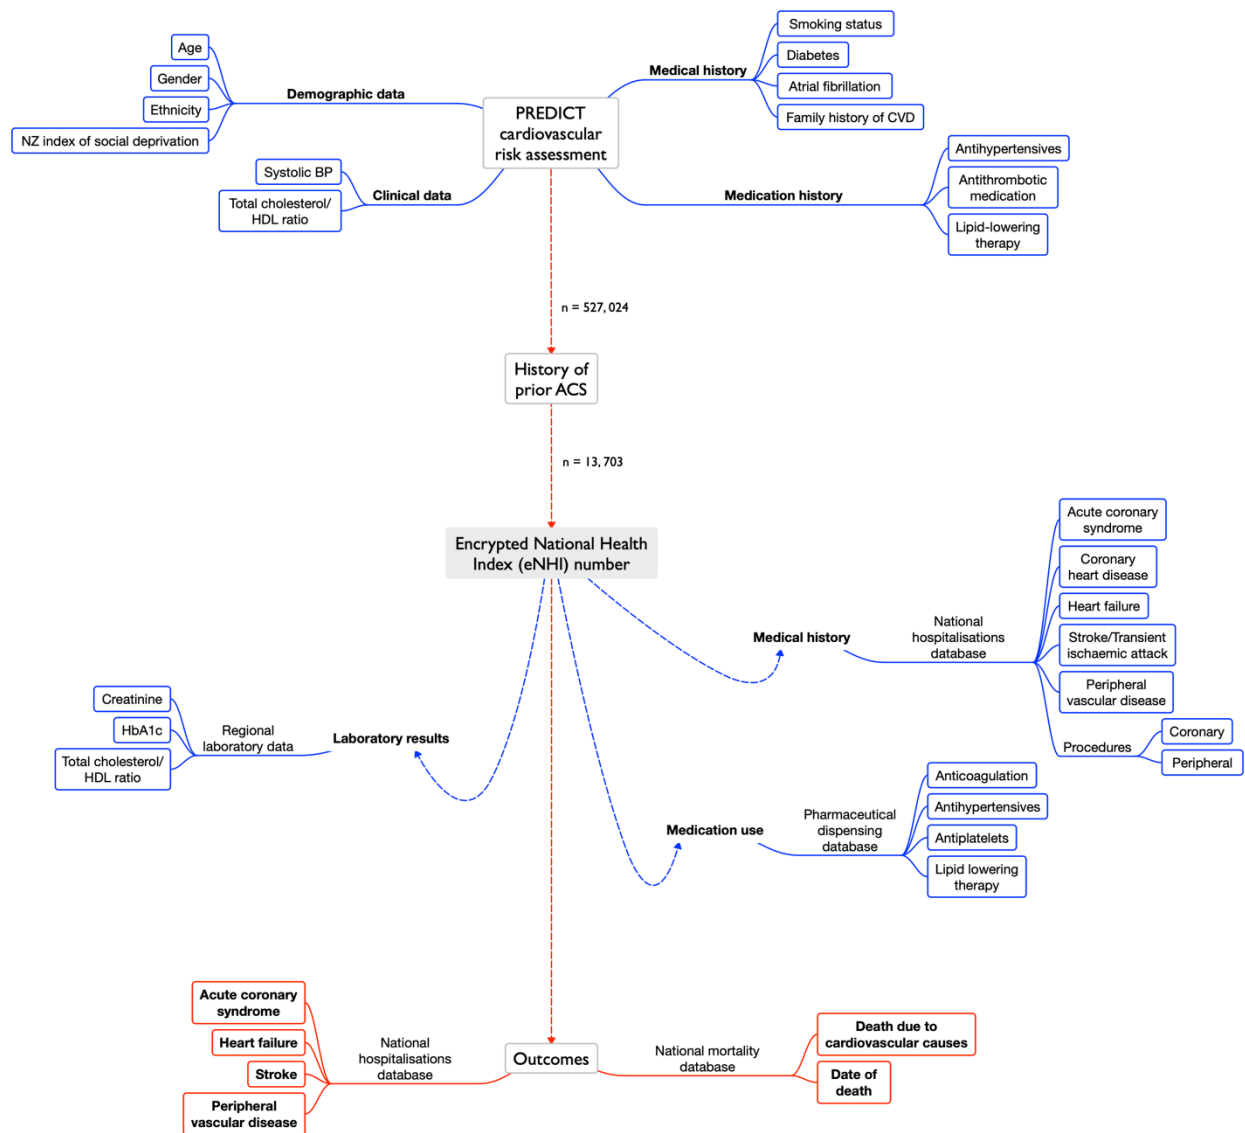 Age
Gender
Ethnicity
NZ index of social deprivation
Demographic data
Systolic BP
Total cholesterol/
HDL ratio
Clinical data
PREDICT
cardiovascular
risk assessment
Medical history
Smoking status
Diabetes
Atrial fibrillation
Family history of CVD
Medication history
Antihypertensives
Antithrombotic
medication
Lipid-lowering
therapy
n = 527, 024
History of
prior ACS
n = 13, 703
Encrypted National Health
Index (eNHI) number
Medical history
National
hospitalisations
database
Acute coronary
syndrome
Coronary
heart disease
Heart failure
Stroke/Transient
ischaemic attack
Peripheral
vascular disease
Procedures
Coronary
Peripheral
Creatinine
HbA1c
Total cholesterol/
HDL ratio
Regional
laboratory data
Laboratory results
Medication use
Pharmaceutical
dispensing
database
Anticoagulation
Antihypertensives
Antiplatelets
Lipid lowering
therapy
Acute coronary
syndrome
Heart failure
Stroke
Peripheral
vascular disease
National
hospitalisations
database
Outcomes
National mortality
database
Death due to
cardiovascular causes
Date of
death